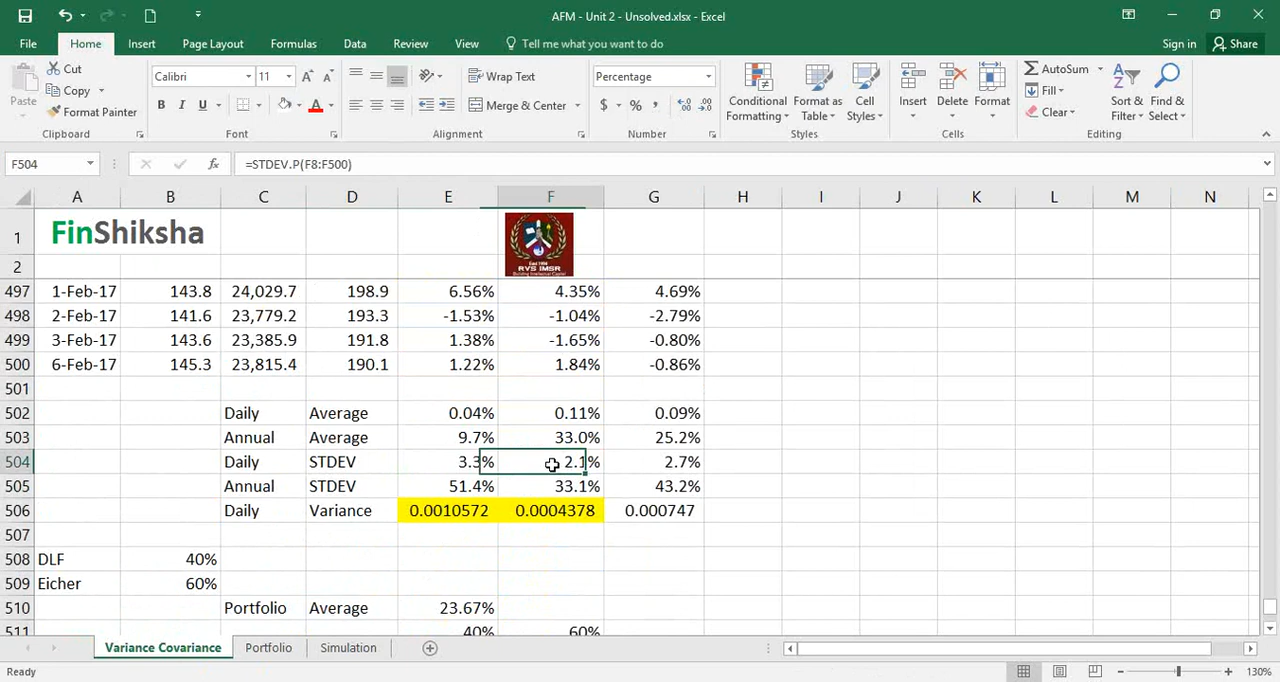 AFM - Unit 2 - Unsolved.xlsx - Excel
File Home Insert Page Layout Formulas Data Review View Tell me what you want to do Sign in Share
Cut
Copy
Format Painter
Paste
Calibri 11
B I U A
Wrap Text
Merge & Center
Percentage
$ %
Conditional Formatting
Format as Table
Cell Styles
Insert
Delete
Format
AutoSum
Fill
Clear
Sort & Filter
Find & Select
Clipboard Font Alignment Number Styles Cells Editing
F504 fx =STDEV.P(F8:F500)
A B C D E F G H I J K L M N
1 FinShiksha
RVS IMSR
2
497 1-Feb-17 143.8 24,029.7 198.9 6.56% 4.35% 4.69%
498 2-Feb-17 141.6 23,779.2 193.3 -1.53% -1.04% -2.79%
499 3-Feb-17 143.6 23,385.9 191.8 1.38% -1.65% -0.80%
500 6-Feb-17 145.3 23,815.4 190.1 1.22% 1.84% -0.86%
501
502 Daily Average 0.04% 0.11% 0.09%
503 Annual Average 9.7% 33.0% 25.2%
504 Daily STDEV 3.3% 2.1% 2.7%
505 Annual STDEV 51.4% 33.1% 43.2%
506 Daily Variance 0.0010572 0.0004378 0.000747
507
508 DLF 40%
509 Eicher 60%
510 Portfolio Average 23.67%
511 40% 60%
Variance Covariance Portfolio Simulation
READY 130%